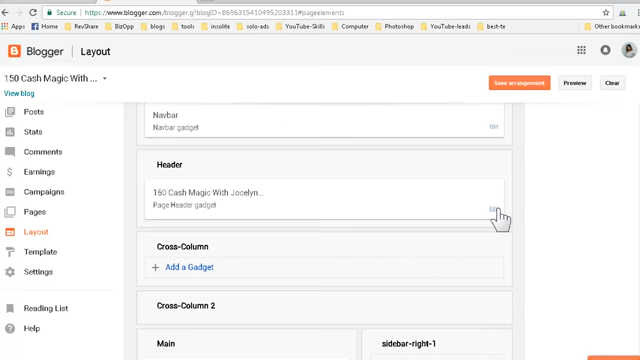 Secure https://www.blogger.com/blogger.g?blogID=8696315410495203311#pageelements
Apps Home RevShare BizOpp blogs tools insolite solo-ads YouTube-Skills Computer Photoshop YouTube-leads best-te Other bookmarks
Blogger Layout
150 Cash Magic With ...
View blog
Save arrangement Preview Clear
Posts
Stats
Comments
Earnings
Campaigns
Pages
Layout
Template
Settings
Reading List
Help
Navbar
Navbar gadget
Edit
Header
150 Cash Magic With Jocelyn...
Page Header gadget
Cross-Column
+ Add a Gadget
Cross-Column 2
Main
sidebar-right-1